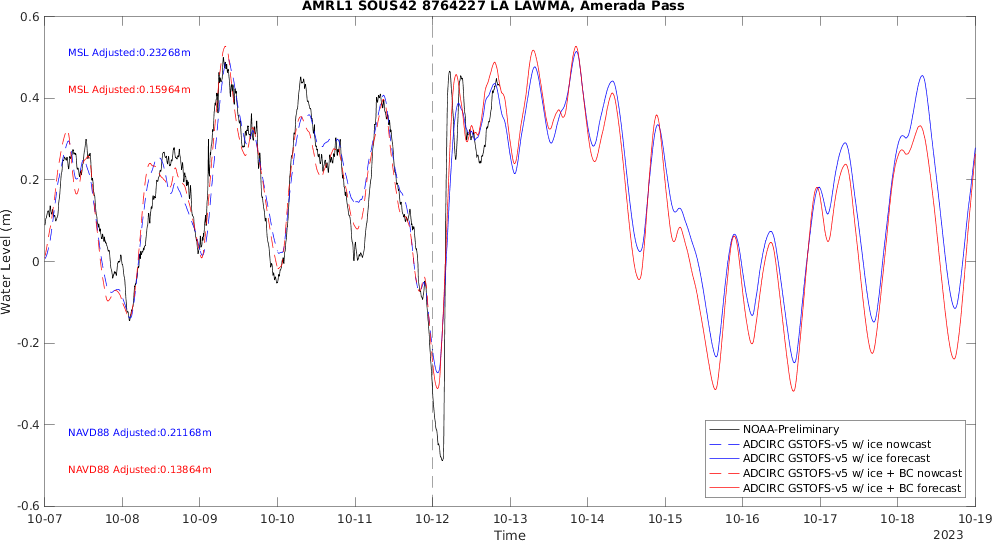 AMRL1 SOUS42 8764227 LA LAWMA, Amerada Pass
0.6
0.4
0.2
0
-0.2
-0.4
-0.6
Water Level (m)
MSL Adjusted:0.23268m
MSL Adjusted:0.15964m
NAVD88 Adjusted:0.21168m
NAVD88 Adjusted:0.13864m
NOAA-Preliminary
ADCIRC GSTOFS-v5 w/ ice nowcast
ADCIRC GSTOFS-v5 w/ ice forecast
ADCIRC GSTOFS-v5 w/ ice + BC nowcast
ADCIRC GSTOFS-v5 w/ ice + BC forecast
10-07 10-08 10-09 10-10 10-11 10-12 10-13 10-14 10-15 10-16 10-17 10-18 10-19
Time
2023